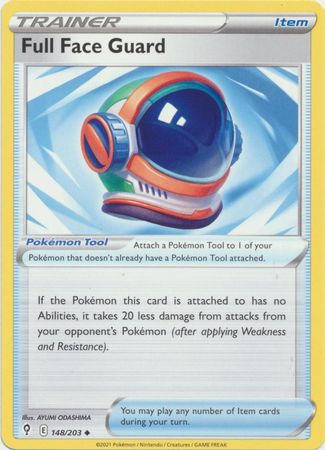 TRAINER Item
Full Face Guard
Pokémon Tool Attach a Pokémon Tool to 1 of your
Pokémon that doesn't already have a Pokémon Tool attached.
If the Pokémon this card is attached to has no
Abilities, it takes 20 less damage from attacks from
your opponent's Pokémon (after applying Weakness
and Resistance).
Illus. AYUMI ODASHIMA
E 148/203
You may play any number of Item cards
during your turn.
©2021 Pokémon / Nintendo / Creatures / GAME FREAK